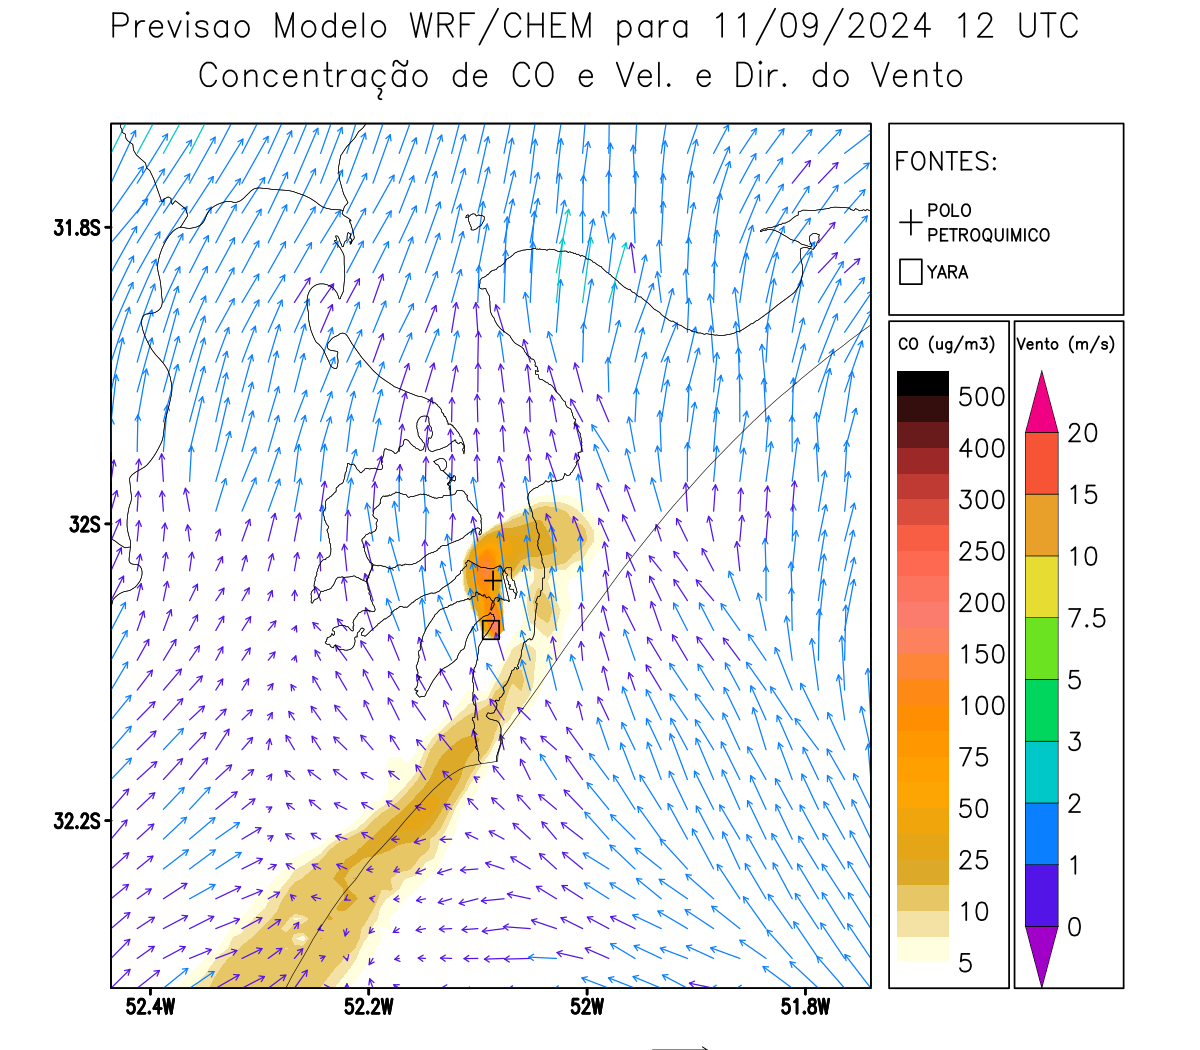 Previsao Modelo WRF/CHEM para 11/09/2024 12 UTC
Concentração de CO e Vel. e Dir. do Vento
FONTES:
POLO
PETROQUIMICO
YARA
CO (ug/m3)
500
400
300
250
200
150
100
75
50
25
10
5
Vento (m/s)
20
15
10
7.5
5
3
2
1
0
31.8S
32S
32.2S
52.4W
52.2W
52W
51.8W